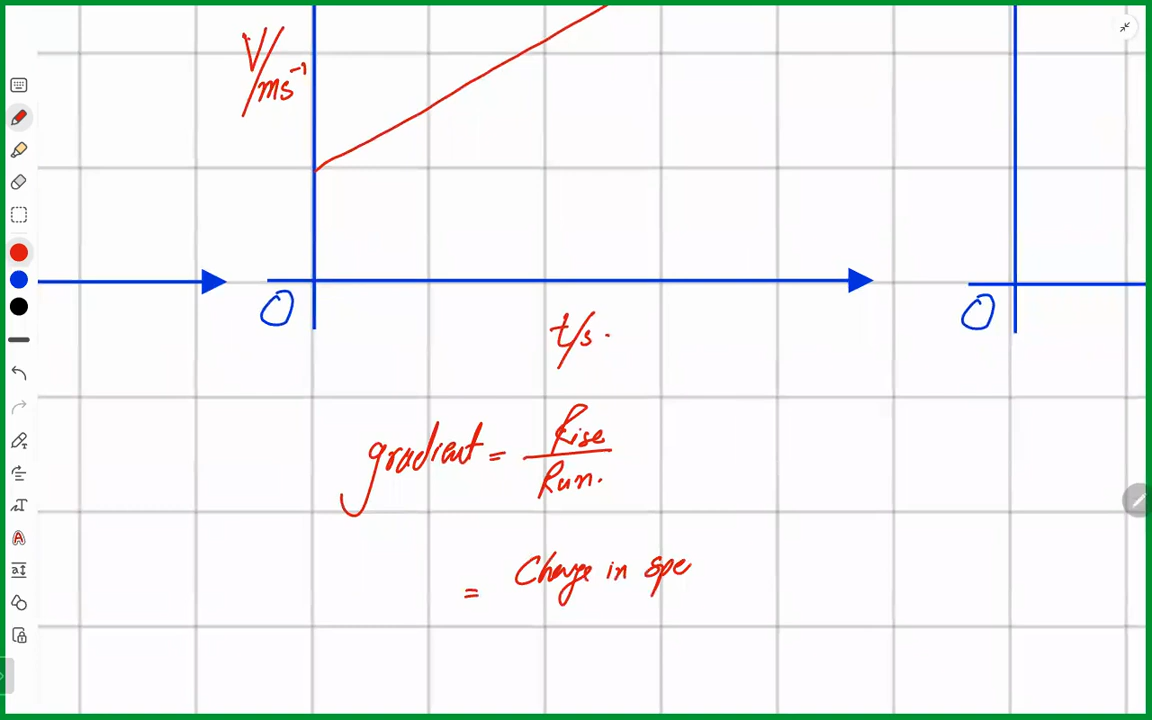 V/ms⁻¹
O
O
t/s.
gradient = Rise
Run.
= Change in spe